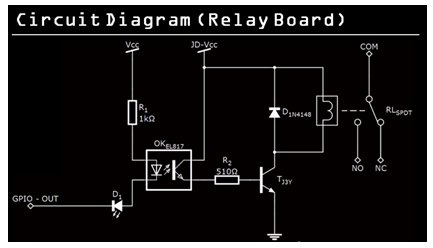 Circuit Diagram (Relay Board)
Vcc
JD-Vcc
COM
R1
1kΩ
D1N4148
RLSPDT
OKEL817
R2
510Ω
TJ3Y
NO
NC
D1
GPIO - OUT